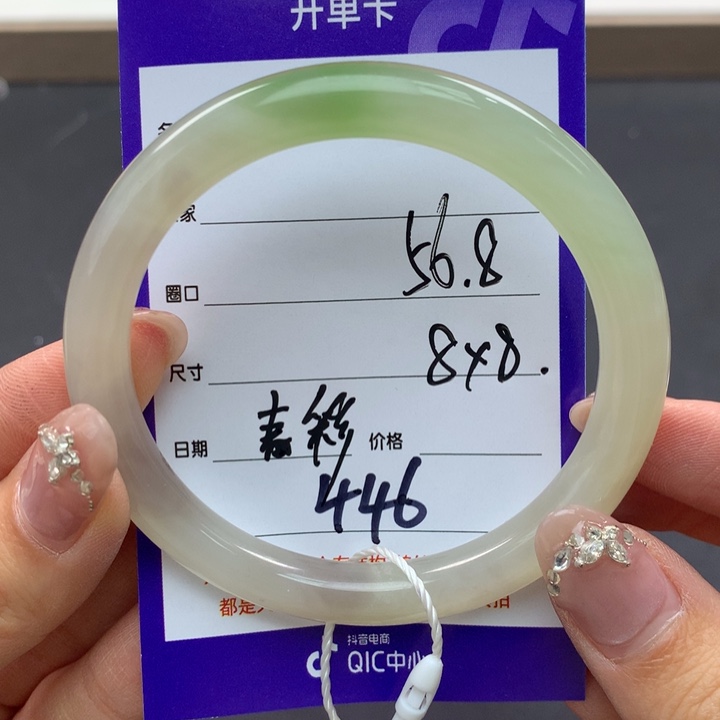 开单卡
家
56.8
圈口
8x8.
尺寸
日期 春彩 价格
446
都是
抖音电商
QIC中心